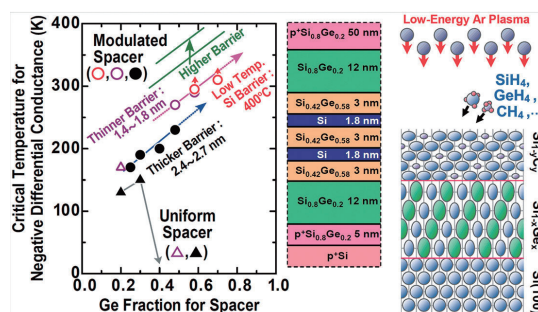 Critical Temperature for
Negative Differential Conductance (K)
400
300
200
100
0
0.0 0.2 0.4 0.6 0.8 1.0
Ge Fraction for Spacer
Modulated
Spacer
(○,○,●)
Higher Barrier
Thinner Barrier :
1.4~1.8 nm
Low Temp.
Si Barrier :
400°C
Thicker Barrier :
2.4~2.7 nm
Uniform
Spacer
(△,▲)
p⁺Si₀.₈Ge₀.₂ 50 nm
Si₀.₈Ge₀.₂ 12 nm
Si₀.₄₂Ge₀.₅₈ 3 nm
Si 1.8 nm
Si₀.₄₂Ge₀.₅₈ 3 nm
Si 1.8 nm
Si₀.₄₂Ge₀.₅₈ 3 nm
Si₀.₈Ge₀.₂ 12 nm
p⁺Si₀.₈Ge₀.₂ 5 nm
p⁺Si
Low-Energy Ar Plasma
SiH₄,
GeH₄,
CH₄,..